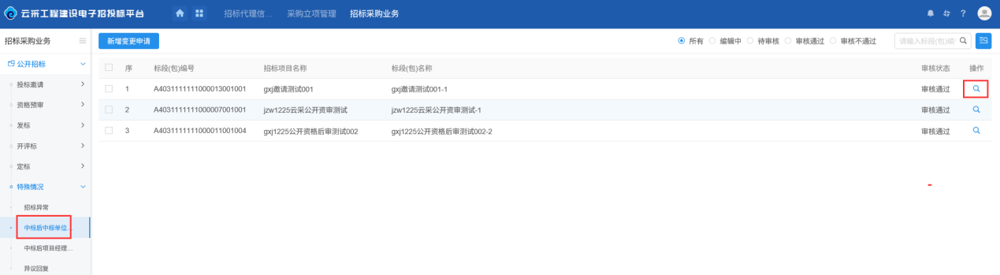 云采工程建设电子招投标平台 招标代理信... 采购立项管理 招标采购业务 ?
招标采购业务
新增变更申请 所有 编辑中 待审核 审核通过 审核不通过 请输入标段(包)编
公开招标
投标邀请
资格预审
发标
开评标
定标
特殊情况
招标异常
中标后中标单位...
中标后项目经理...
异议回复
序 标段(包)编号 招标项目名称 标段(包)名称 审核状态 操作
1 A4031111111000013001001 gxj邀请测试001 gxj邀请测试001-1 审核通过
2 A4031111111000007001001 jzw1225云采公开资审测试 jzw1225云采公开资审测试-1 审核通过
3 A4031111111000011001004 gxj1225公开资格后审测试002 gxj1225公开资格后审测试002-2 审核通过